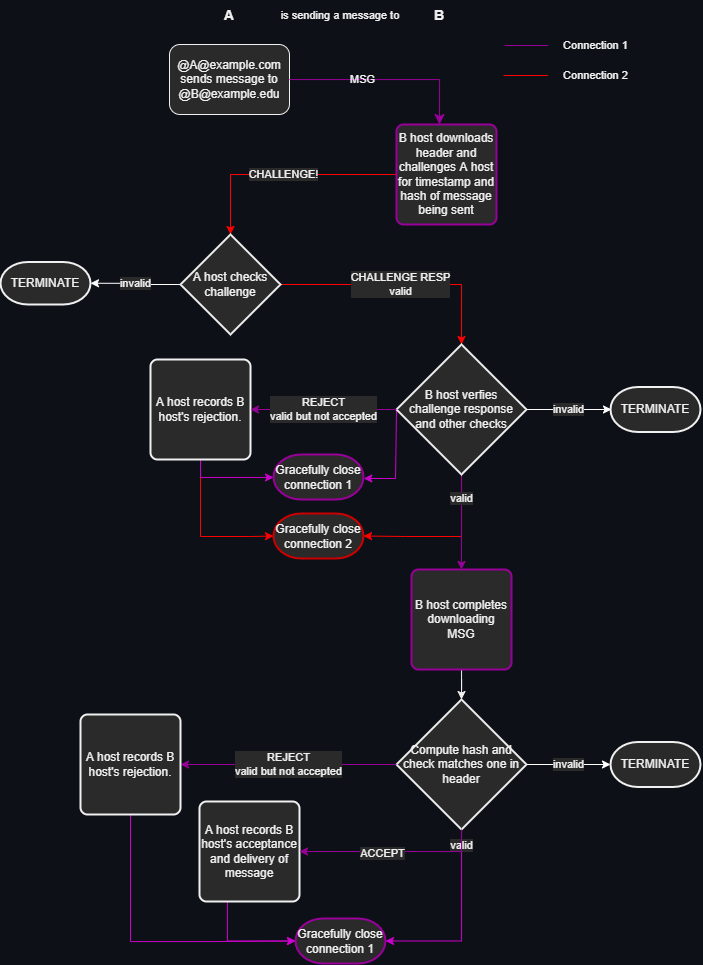 A is sending a message to B
Connection 1
Connection 2
@A@example.com
sends message to
@B@example.edu
MSG
B host downloads
header and
challenges A host
for timestamp and
hash of message
being sent
CHALLENGE!
A host checks
challenge
invalid
TERMINATE
CHALLENGE RESP
valid
B host verfies
challenge response
and other checks
invalid
TERMINATE
REJECT
valid but not accepted
A host records B
host's rejection.
Gracefully close
connection 1
valid
Gracefully close
connection 2
B host completes
downloading
MSG
Compute hash and
check matches one in
header
invalid
TERMINATE
REJECT
valid but not accepted
A host records B
host's rejection.
valid
ACCEPT
A host records B
host's acceptance
and delivery of
message
Gracefully close
connection 1